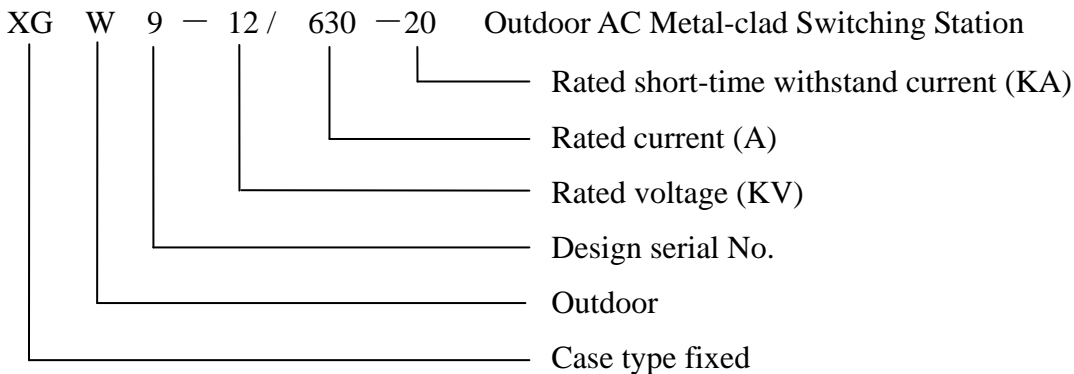 XG W 9 － 12 / 630 －20 Outdoor AC Metal-clad Switching Station
Rated short-time withstand current (KA)
Rated current (A)
Rated voltage (KV)
Design serial No.
Outdoor
Case type fixed